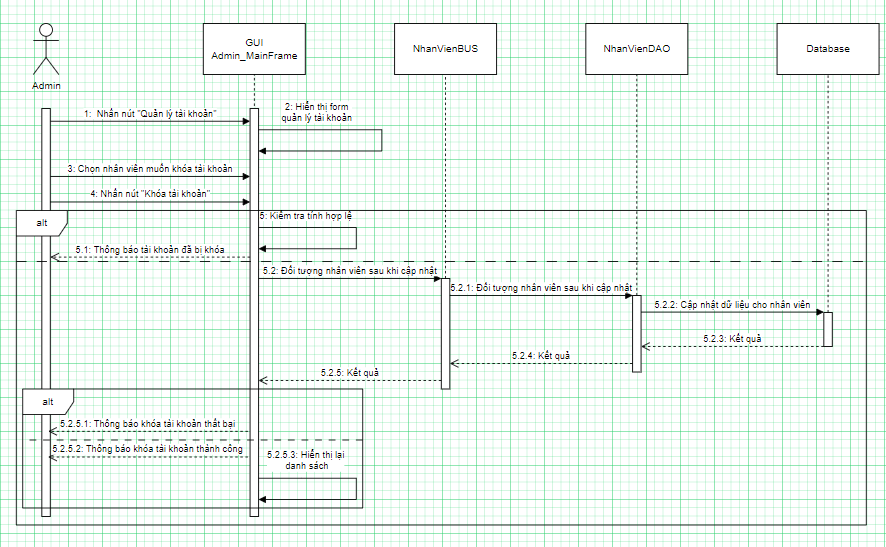 GUI
Admin_MainFrame
NhanVienBUS
NhanVienDAO
Database
Admin
1: Nhấn nút "Quản lý tài khoản"
2: Hiển thị form
quản lý tài khoản
3: Chọn nhân viên muốn khóa tài khoản
4: Nhấn nút "Khóa tài khoản"
alt
5: Kiểm tra tính hợp lệ
5.1: Thông báo tài khoản đã bị khóa
5.2: Đối tượng nhân viên sau khi cập nhật
5.2.1: Đối tượng nhân viên sau khi cập nhật
5.2.2: Cập nhật dữ liệu cho nhân viên
5.2.3: Kết quả
5.2.4: Kết quả
5.2.5: Kết quả
alt
5.2.5.1: Thông báo khóa tài khoản thất bại
5.2.5.2: Thông báo khóa tài khoản thành công
5.2.5.3: Hiển thị lại
danh sách